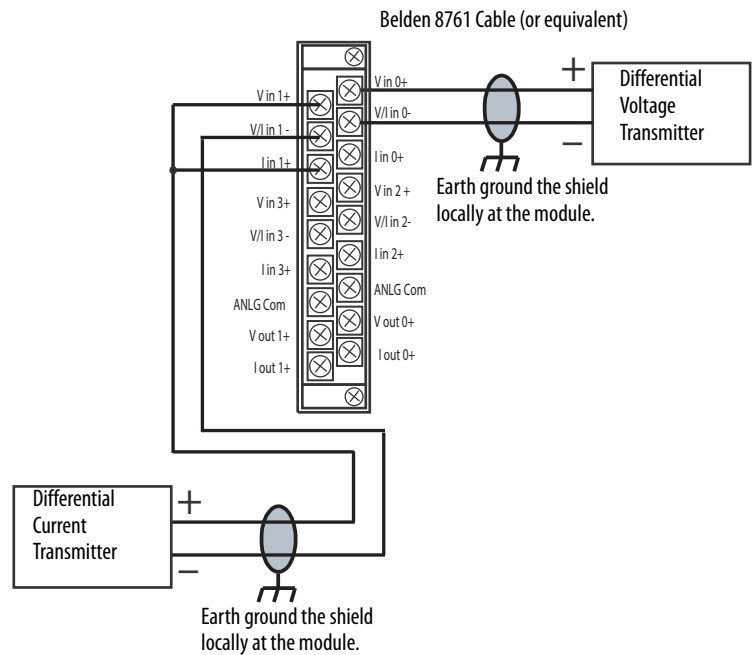 Belden 8761 Cable (or equivalent)
V in 0+
V in 1+
V/I in 0-
V/I in 1 -
I in 0+
I in 1+
V in 2 +
V in 3+
V/I in 2-
V/I in 3 -
I in 2+
I in 3+
ANLG Com
ANLG Com
V out 0+
V out 1+
I out 0+
I out 1+
+
−
Differential
Voltage
Transmitter
Earth ground the shield
locally at the module.
Differential
Current
Transmitter
+
−
Earth ground the shield
locally at the module.